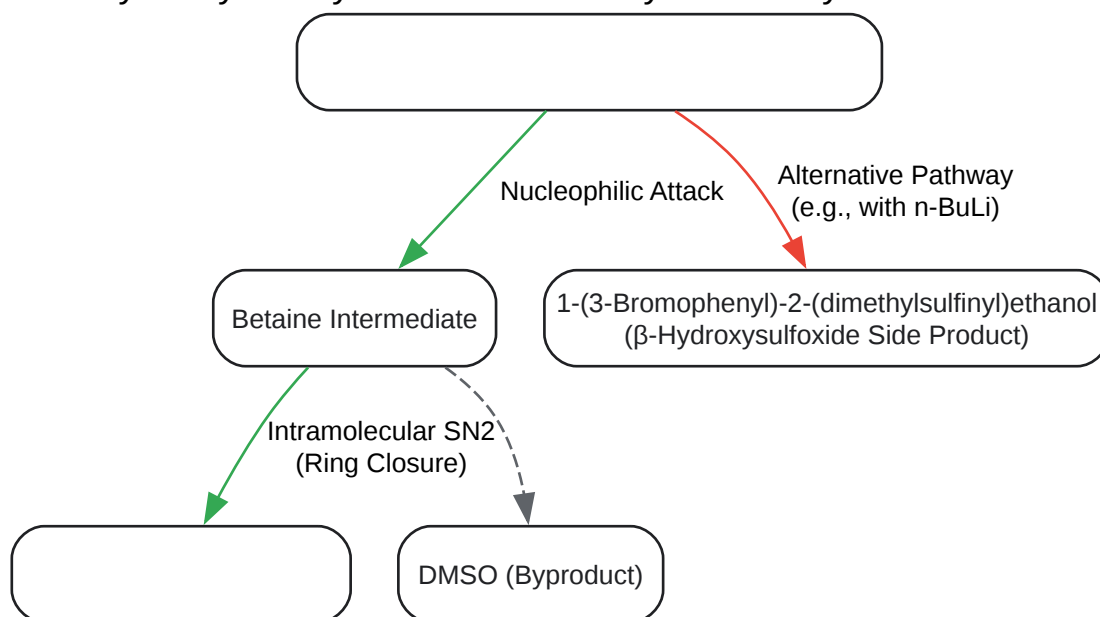 Nucleophilic Attack
Alternative Pathway
(e.g., with n-BuLi)
Betaine Intermediate
1-(3-Bromophenyl)-2-(dimethylsulfinyl)ethanol
(β-Hydroxysulfoxide Side Product)
Intramolecular SN2
(Ring Closure)
DMSO (Byproduct)